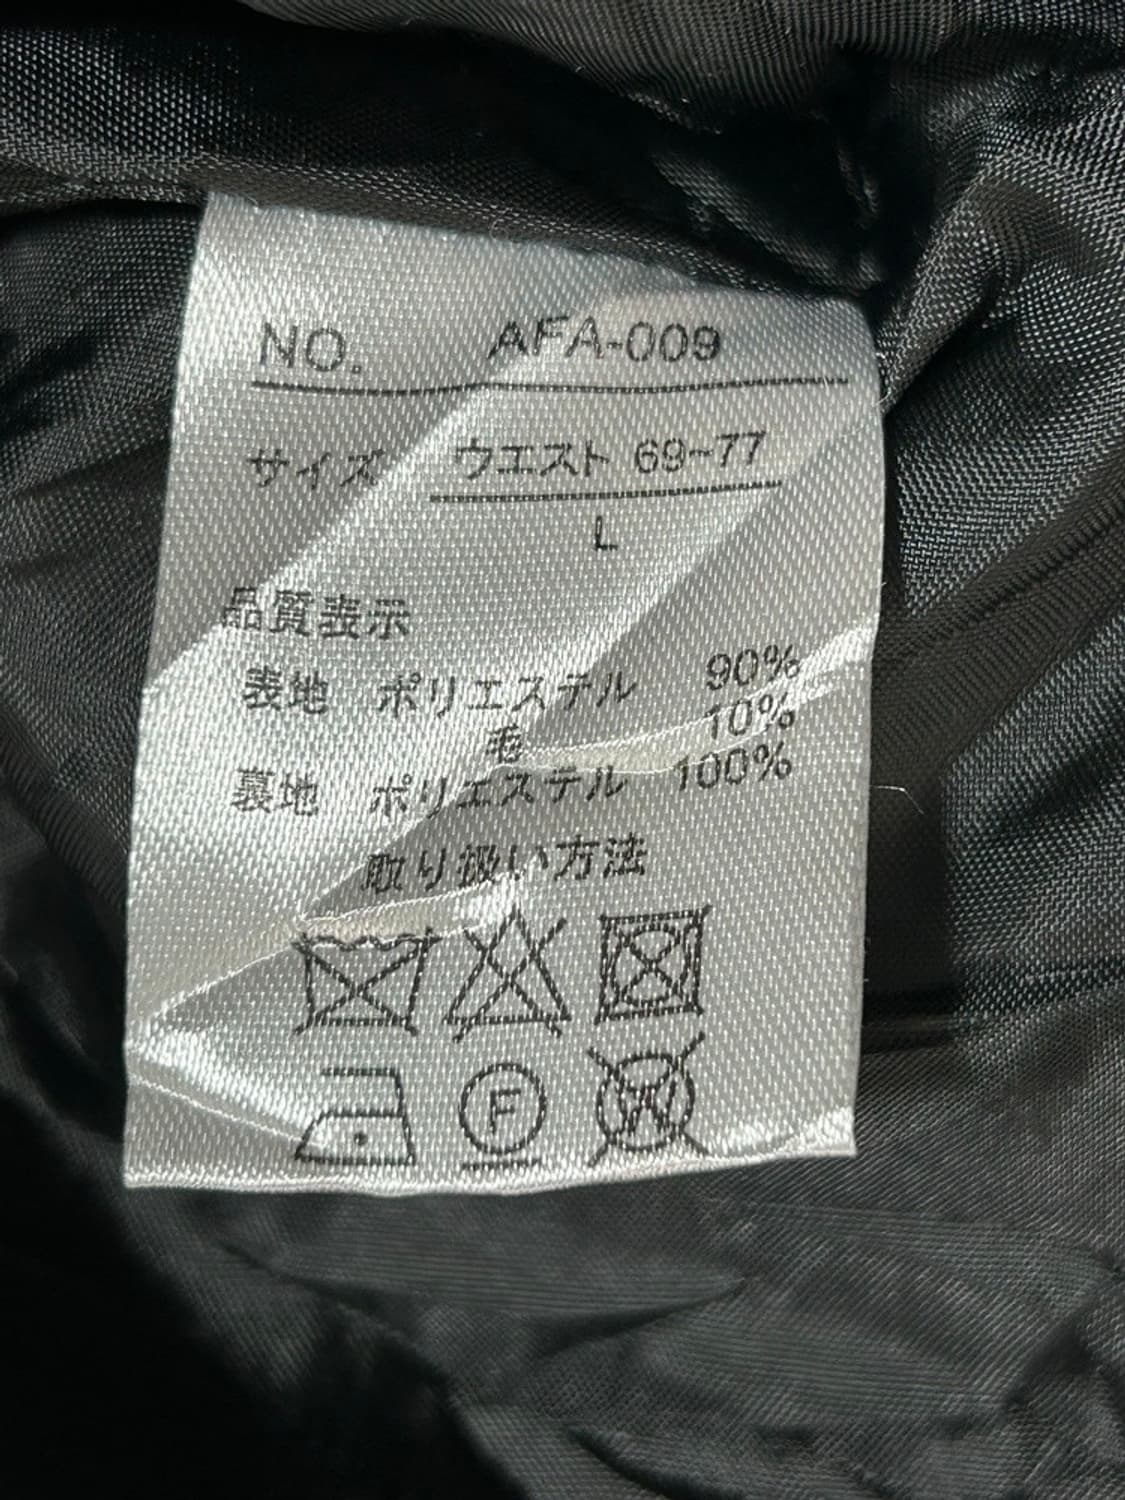 NO. AFA-009
サイズ ウエスト 69~77
L
品質表示
表地 ポリエステル 90%
毛 10%
裏地 ポリエステル 100%
取り扱い方法
F
W